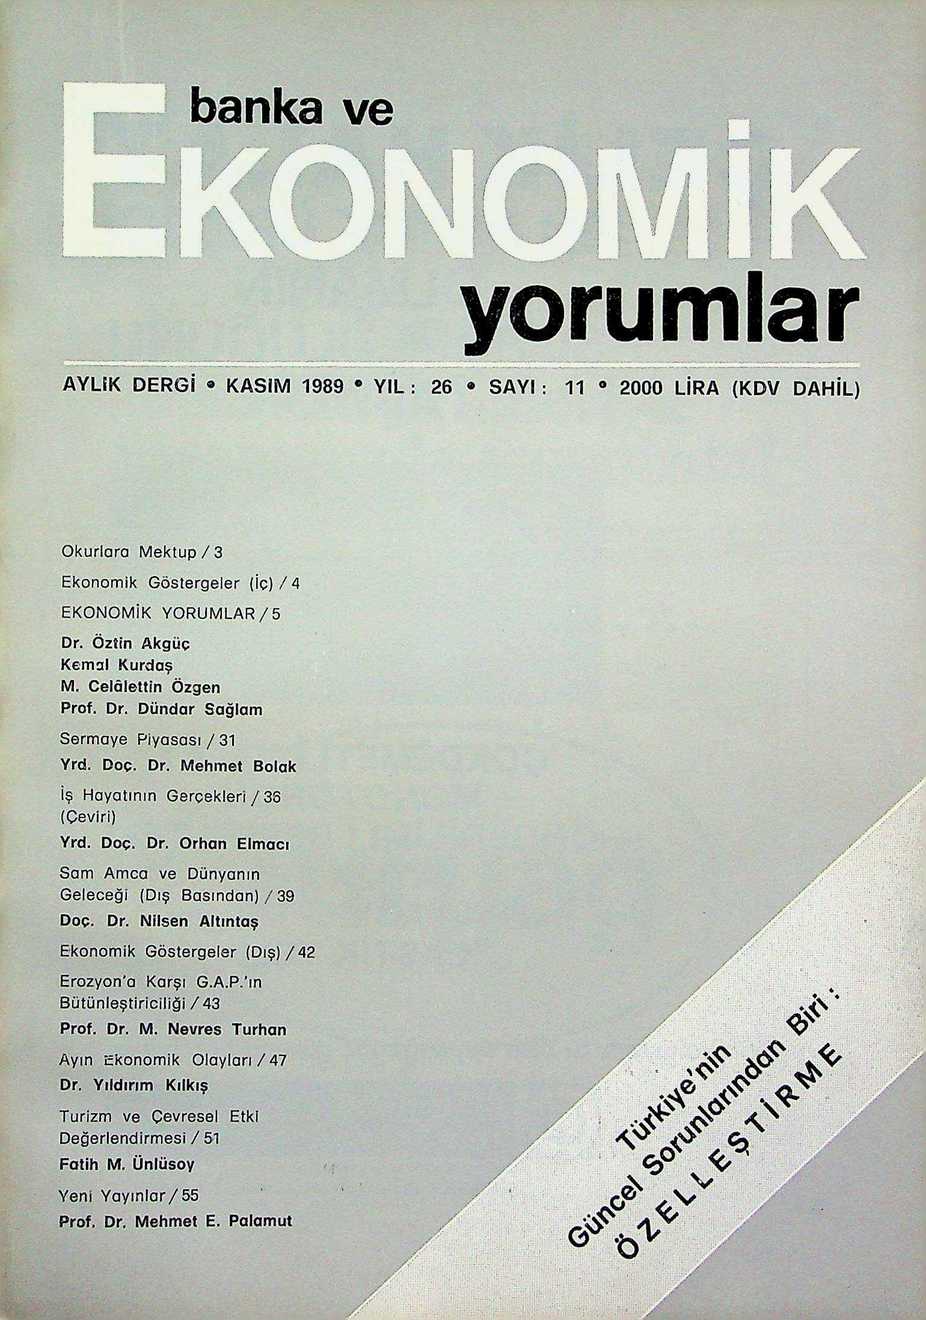 banka ve
EKONOMİK
yorumlar
AYLIK DERGİ • KASIM 1989 • YIL : 26 • SAYI : 11 • 2000 LİRA (KDV DAHİL)
Okurlara Mektup / 3
Ekonomik Göstergeler (İç) / 4
EKONOMİK YORUMLAR / 5
Dr. Öztin Akgüç
Kemal Kurdaş
M. Celâlettin Özgen
Prof. Dr. Dündar Sağlam
Sermaye Piyasası / 31
Yrd. Doç. Dr. Mehmet Bolak
İş Hayatının Gerçekleri / 36
(Çeviri)
Yrd. Doç. Dr. Orhan Elmacı
Sam Amca ve Dünyanın
Geleceği (Dış Basından) / 39
Doç. Dr. Nilsen Altıntaş
Ekonomik Göstergeler (Dış) / 42
Erozyon'a Karşı G.A.P.'ın
Bütünleştiriciliği / 43
Prof. Dr. M. Nevres Turhan
Ayın Ekonomik Olayları / 47
Dr. Yıldırım Kılkış
Turizm ve Çevresel Etki
Değerlendirmesi / 51
Fatih M. Ünlüsoy
Yeni Yayınlar / 55
Prof. Dr. Mehmet E. Palamut
Türkiye'nin
Güncel Sorunlarından Biri :
ÖZELLEŞTİRME